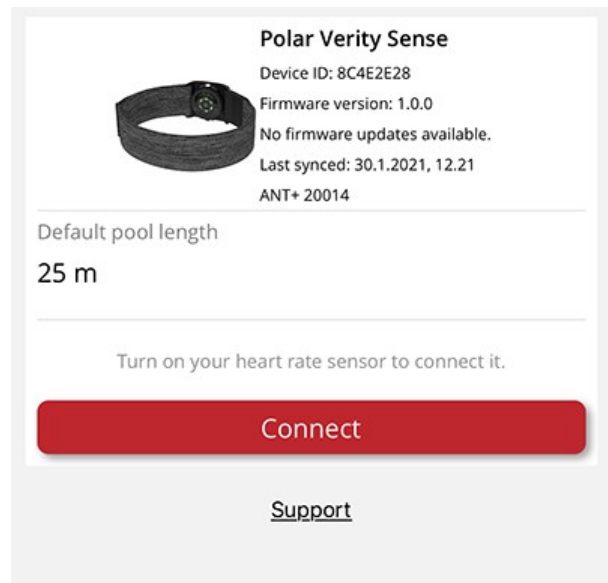 Polar Verity Sense
Device ID: 8C4E2E28
Firmware version: 1.0.0
No firmware updates available.
Last synced: 30.1.2021, 12.21
ANT+ 20014
Default pool length
25 m
Turn on your heart rate sensor to connect it.
Connect
Support